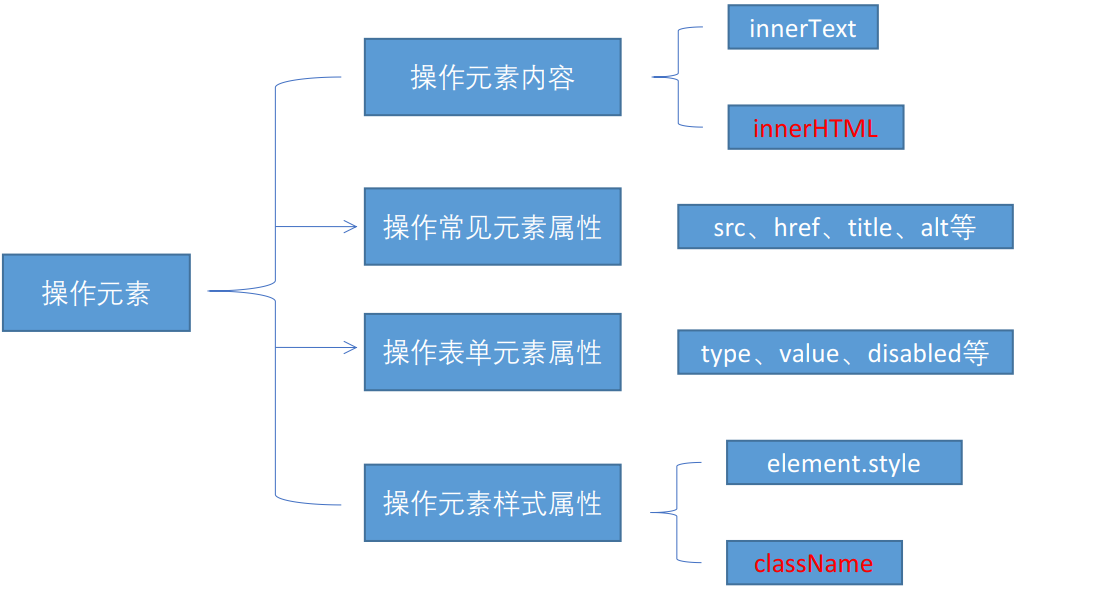 操作元素
操作元素内容
innerText
innerHTML
操作常见元素属性
src、href、title、alt等
操作表单元素属性
type、value、disabled等
操作元素样式属性
element.style
className